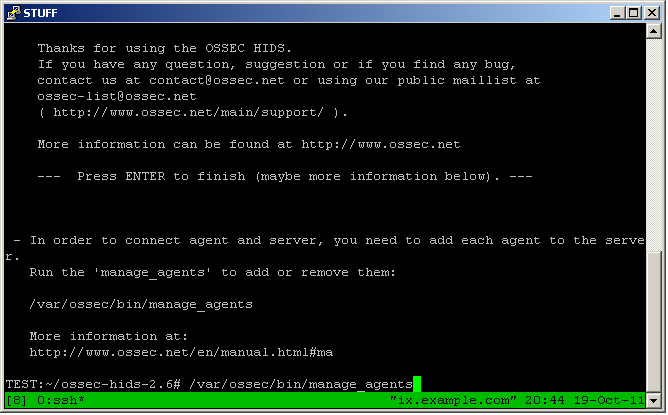 STUFF
Thanks for using the OSSEC HIDS.
If you have any question, suggestion or if you find any bug,
contact us at contact@ossec.net or using our public maillist at
ossec-list@ossec.net
( http://www.ossec.net/main/support/ ).
More information can be found at http://www.ossec.net
---  Press ENTER to finish (maybe more information below). ---
- In order to connect agent and server, you need to add each agent to the serve
r.
Run the 'manage_agents' to add or remove them:
/var/ossec/bin/manage_agents
More information at:
http://www.ossec.net/en/manual.html#ma
TEST:~/ossec-hids-2.6# /var/ossec/bin/manage_agents
[8] 0:ssh* "ix.example.com" 20:44 19-Oct-11